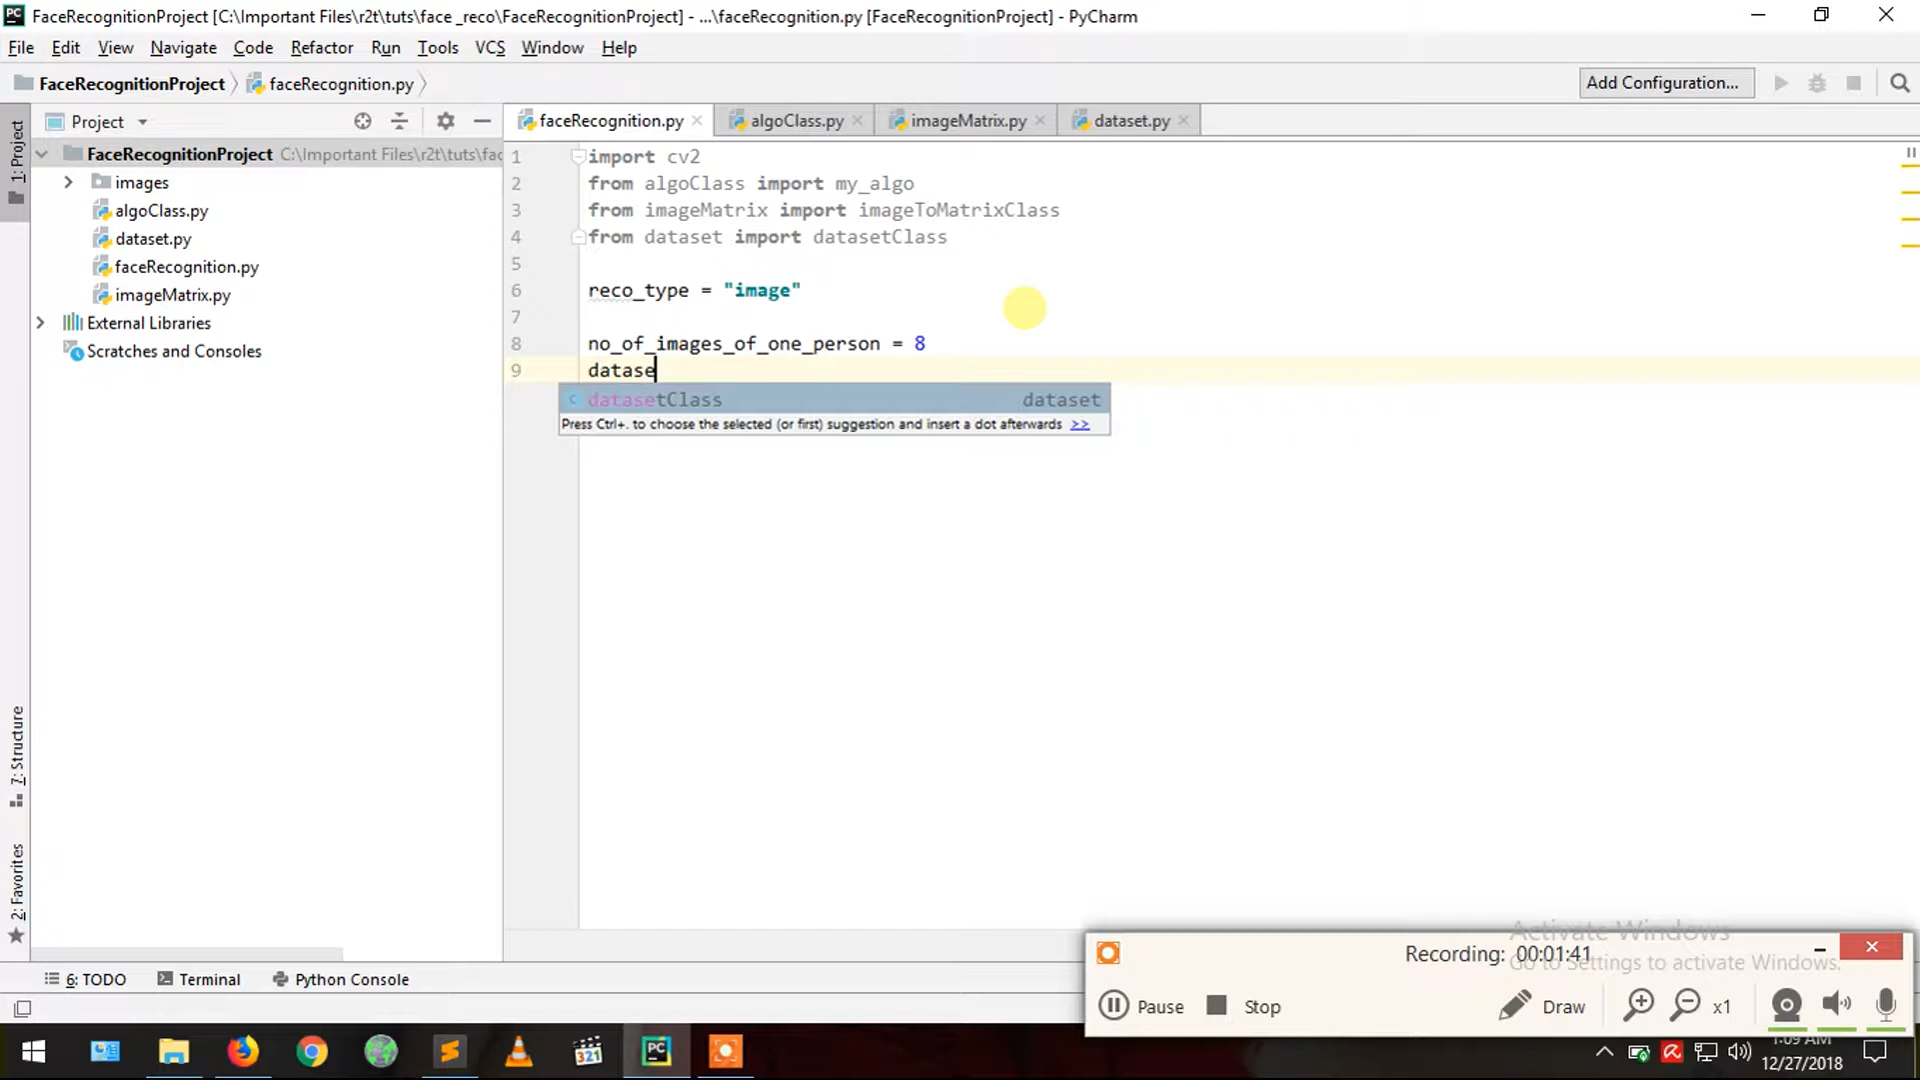 FaceRecognitionProject [C:\Important Files\r2t\tuts\face _reco\FaceRecognitionProject] - ...\faceRecognition.py [FaceRecognitionProject] - PyCharm
File Edit View Navigate Code Refactor Run Tools VCS Window Help
FaceRecognitionProject faceRecognition.py Add Configuration...
Project
faceRecognition.py algoClass.py imageMatrix.py dataset.py
1: Project
FaceRecognitionProject C:\Important Files\r2t\tuts\fac
images
algoClass.py
dataset.py
faceRecognition.py
imageMatrix.py
External Libraries
Scratches and Consoles
1 import cv2
2 from algoClass import my_algo
3 from imageMatrix import imageToMatrixClass
4 from dataset import datasetClass
5
6 reco_type = "image"
7
8 no_of_images_of_one_person = 8
9 datase
datasetClass dataset
Press Ctrl+. to choose the selected (or first) suggestion and insert a dot afterwards >>
7: Structure
2: Favorites
Activate Windows
Go to Settings to activate Windows.
Recording: 00:01:41
Pause Stop Draw x1
6: TODO Terminal Python Console
PC
321
1:09 AM
12/27/2018